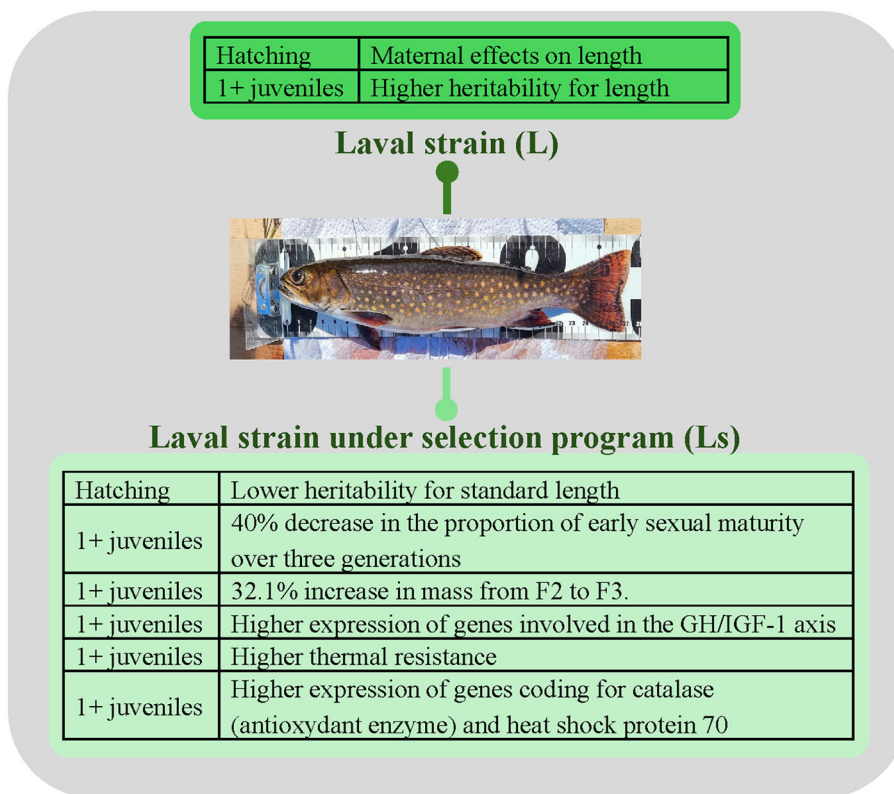 Hatching Maternal effects on length
1+ juveniles Higher heritability for length
Laval strain (L)
Laval strain under selection program (Ls)
Hatching Lower heritability for standard length
1+ juveniles 40% decrease in the proportion of early sexual maturity
over three generations
1+ juveniles 32.1% increase in mass from F2 to F3.
1+ juveniles Higher expression of genes involved in the GH/IGF-1 axis
1+ juveniles Higher thermal resistance
1+ juveniles Higher expression of genes coding for catalase
(antioxydant enzyme) and heat shock protein 70